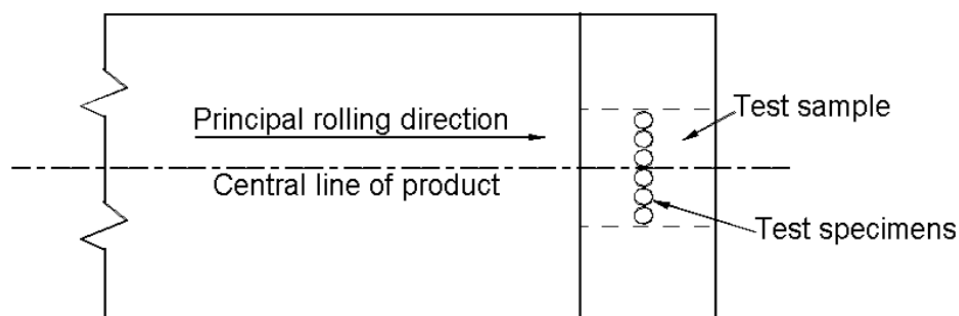 Principal rolling direction
Test sample
Central line of product
Test specimens